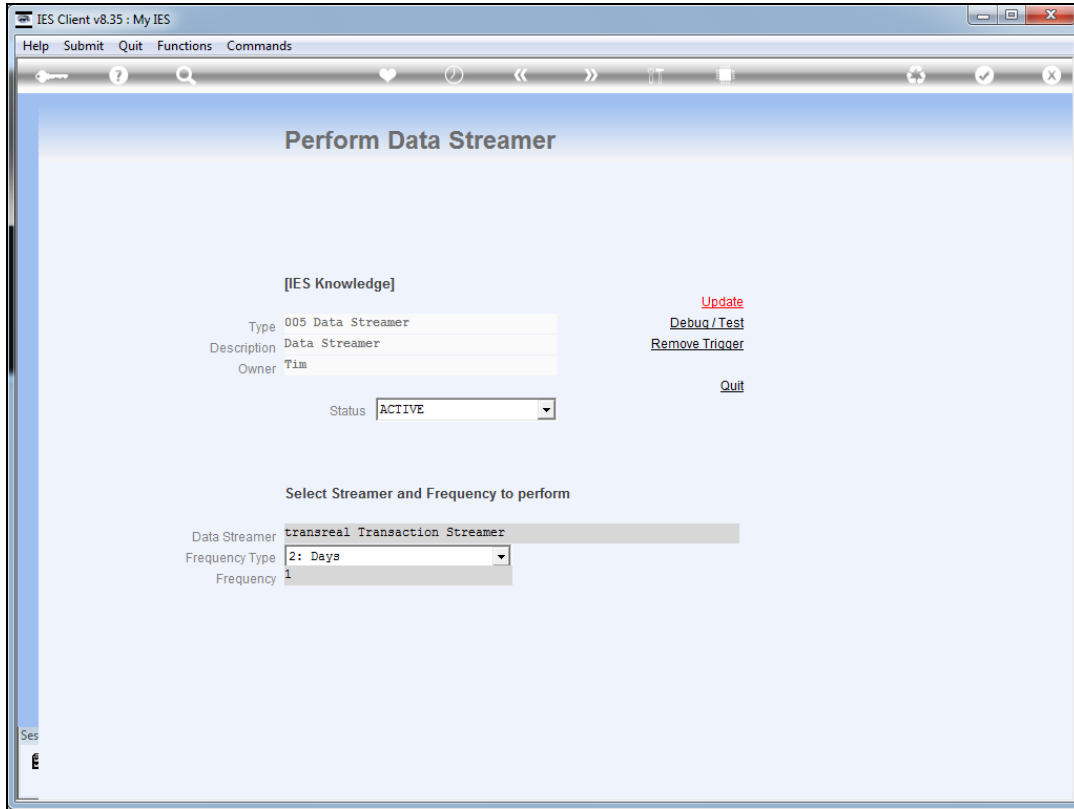 IES Client v8.35 : My IES
Help Submit Quit Functions Commands
Perform Data Streamer
[IES Knowledge]
Update
Type 005 Data Streamer
Debug / Test
Description Data Streamer
Remove Trigger
Owner Tim
Quit
Status ACTIVE
Select Streamer and Frequency to perform
Data Streamer transreal Transaction Streamer
Frequency Type 2: Days
Frequency 1
Ses